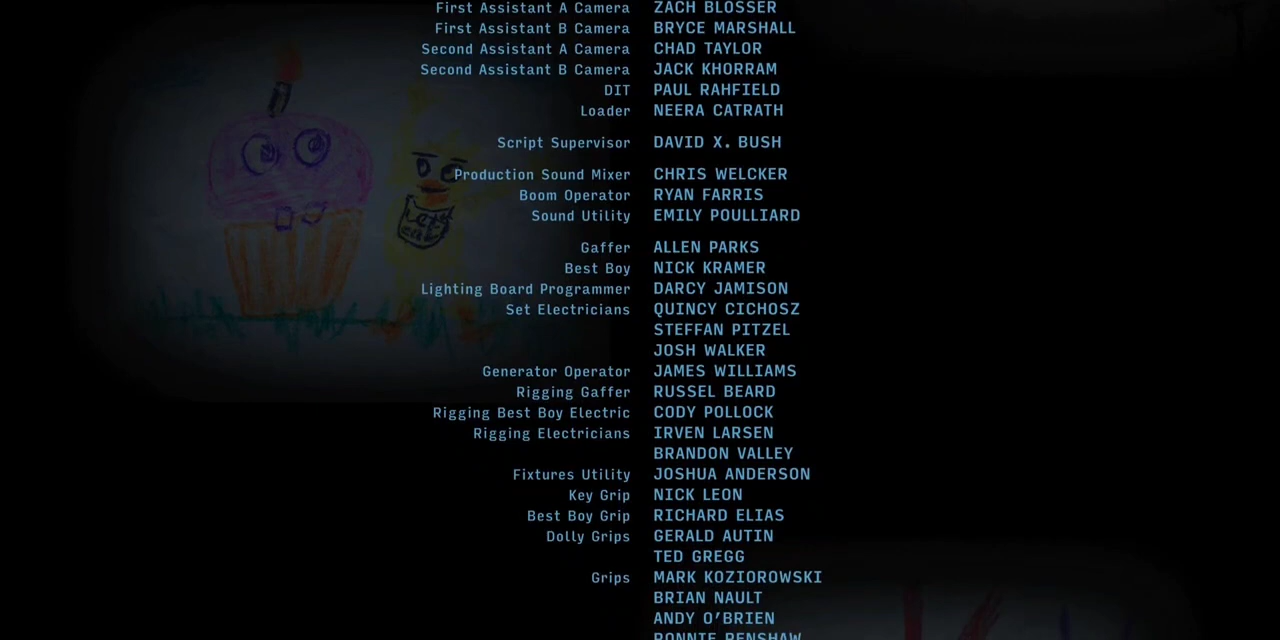 First Assistant A Camera ZACH BLOSSER
First Assistant B Camera BRYCE MARSHALL
Second Assistant A Camera CHAD TAYLOR
Second Assistant B Camera JACK KHORRAM
DIT PAUL RAHFIELD
Loader NEERA CATRATH
Script Supervisor DAVID X. BUSH
Production Sound Mixer CHRIS WELCKER
Boom Operator RYAN FARRIS
Sound Utility EMILY POULLIARD
Let's
eat
Gaffer ALLEN PARKS
Best Boy NICK KRAMER
Lighting Board Programmer DARCY JAMISON
Set Electricians QUINCY CICHOSZ
STEFFAN PITZEL
JOSH WALKER
Generator Operator JAMES WILLIAMS
Rigging Gaffer RUSSEL BEARD
Rigging Best Boy Electric CODY POLLOCK
Rigging Electricians IRVEN LARSEN
BRANDON VALLEY
Fixtures Utility JOSHUA ANDERSON
Key Grip NICK LEON
Best Boy Grip RICHARD ELIAS
Dolly Grips GERALD AUTIN
TED GREGG
Grips MARK KOZIOROWSKI
BRIAN NAULT
ANDY O’BRIEN
RONNIE RENSHAW